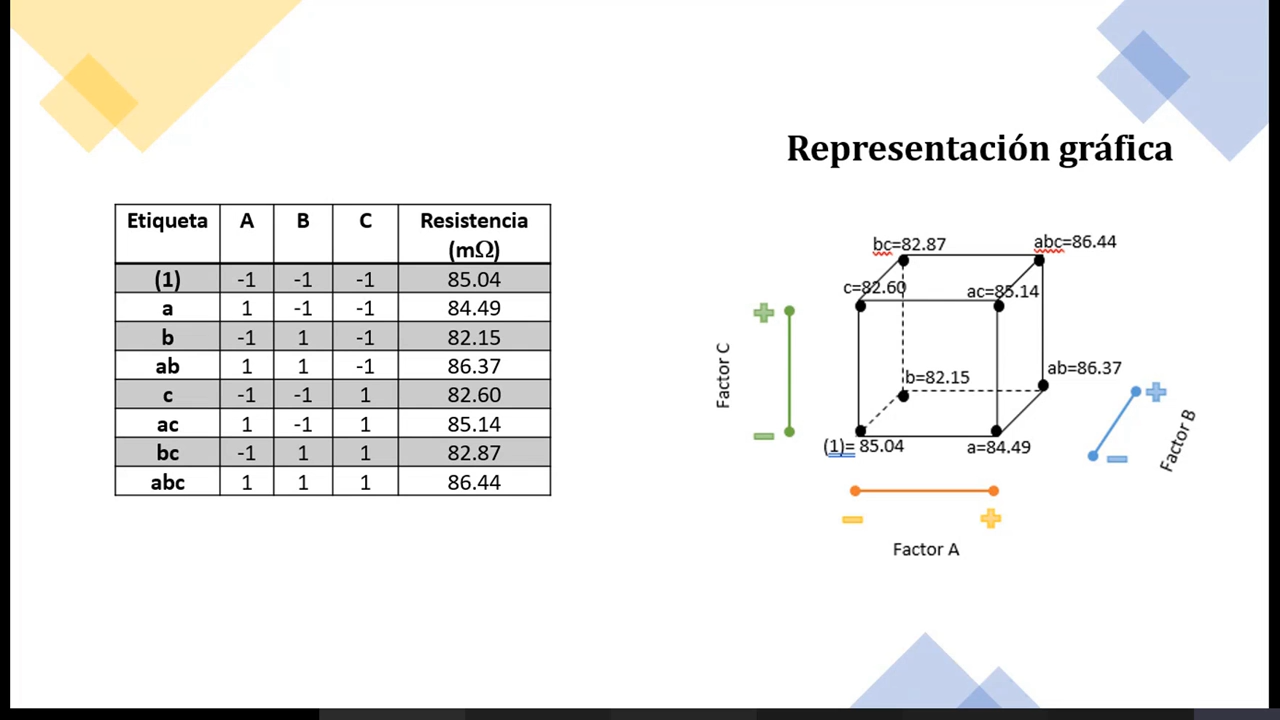 Representación gráfica
Etiqueta A B C Resistencia (mΩ)
(1) -1 -1 -1 85.04
a 1 -1 -1 84.49
b -1 1 -1 82.15
ab 1 1 -1 86.37
c -1 -1 1 82.60
ac 1 -1 1 85.14
bc -1 1 1 82.87
abc 1 1 1 86.44
bc=82.87
abc=86.44
c=82.60
ac=85.14
Factor C
b=82.15
ab=86.37
(1)= 85.04
a=84.49
Factor B
Factor A